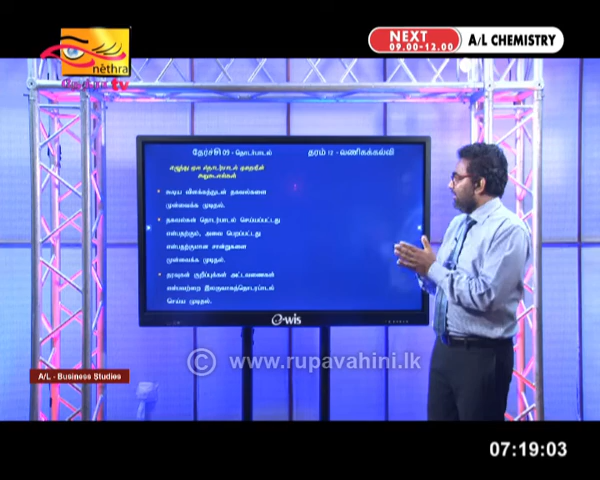 nēthra
நேத்ரா tv
NEXT
09.00-12.00
A/L CHEMISTRY
தேர்ச்சி 09 - தொடர்பாடல்
தரம் 12 - வணிகக்கல்வி
எழுத்து மூல தொடர்பாடல் முறையின்
அனுகூலங்கள்
• கூடிய விளக்கத்துடன் தகவல்களை
முன்வைக்க முடிதல்.
• தகவல்கள் தொடர்பாடல் செய்யப்பட்டது
என்பதற்கும், அவை பெறப்பட்டது
என்பதற்குமான சான்றுகளை
முன்வைக்க முடிதல்.
• தரவுகள் குறிப்புக்கள் அட்டவணைகள்
என்பவற்றை இலகுவாகத்தொடர்பாடல்
செய்ய முடிதல்.
e-wis
© www.rupavahini.lk
A/L - Business Studies
07:19:03